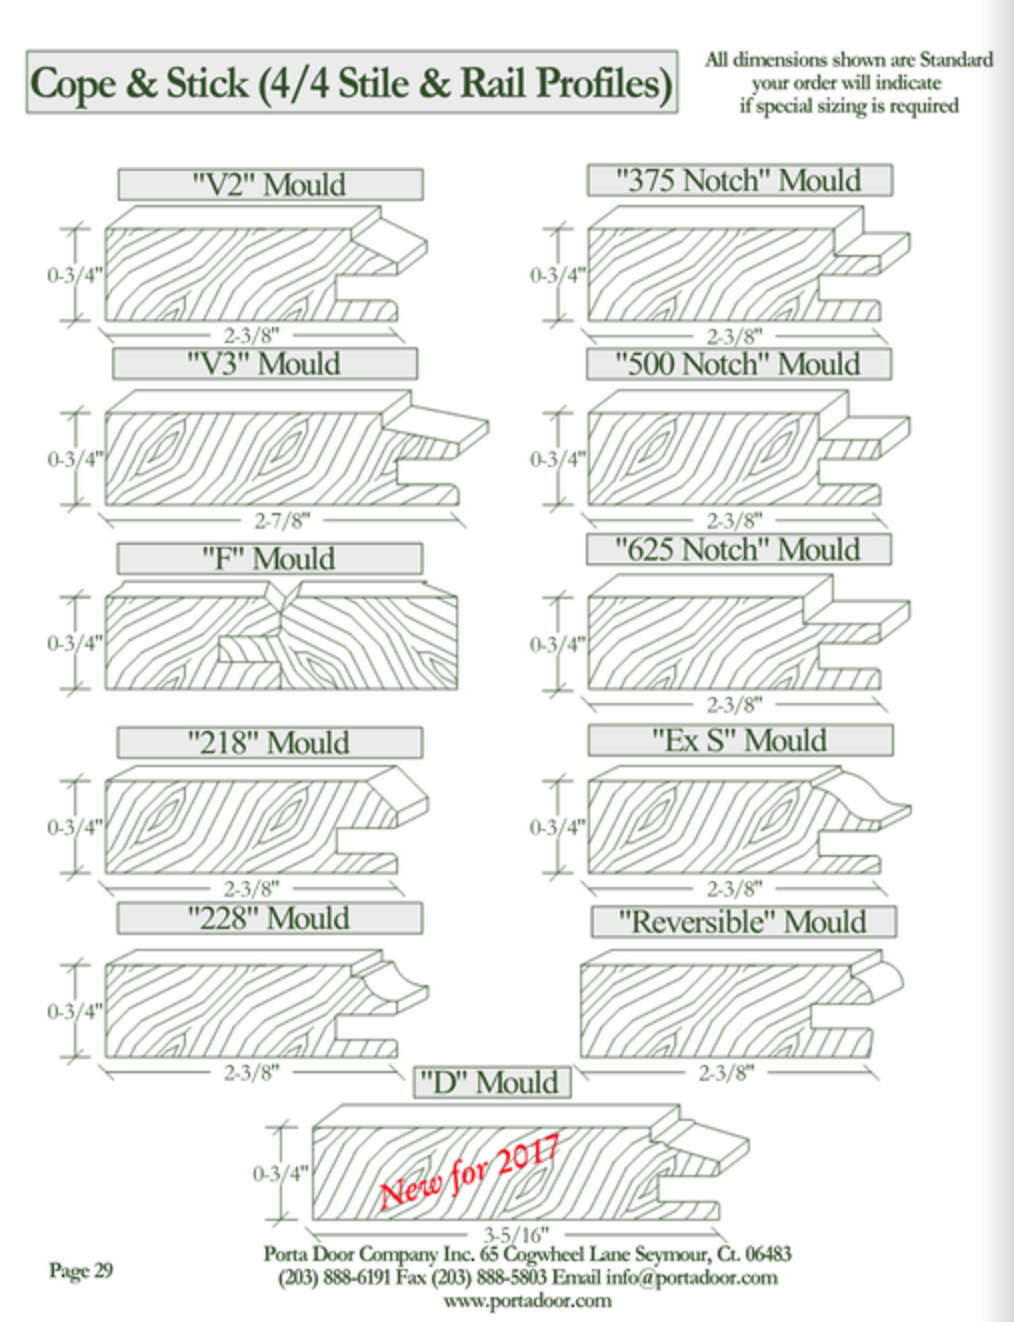 Cope & Stick (4/4 Stile & Rail Profiles)
All dimensions shown are Standard
your order will indicate
if special sizing is required
"V2" Mould
0-3/4"
2-3/8"
"375 Notch" Mould
0-3/4"
2-3/8"
"V3" Mould
0-3/4"
2-7/8"
"500 Notch" Mould
0-3/4"
2-3/8"
"F" Mould
0-3/4"
"625 Notch" Mould
0-3/4"
2-3/8"
"218" Mould
0-3/4"
2-3/8"
"Ex S" Mould
0-3/4"
2-3/8"
"228" Mould
0-3/4"
2-3/8"
"Reversible" Mould
2-3/8"
"D" Mould
0-3/4"
New for 2017
3-5/16"
Porta Door Company Inc. 65 Cogwheel Lane Seymour, Ct. 06483
(203) 888-6191 Fax (203) 888-5803 Email info@portadoor.com
www.portadoor.com
Page 29